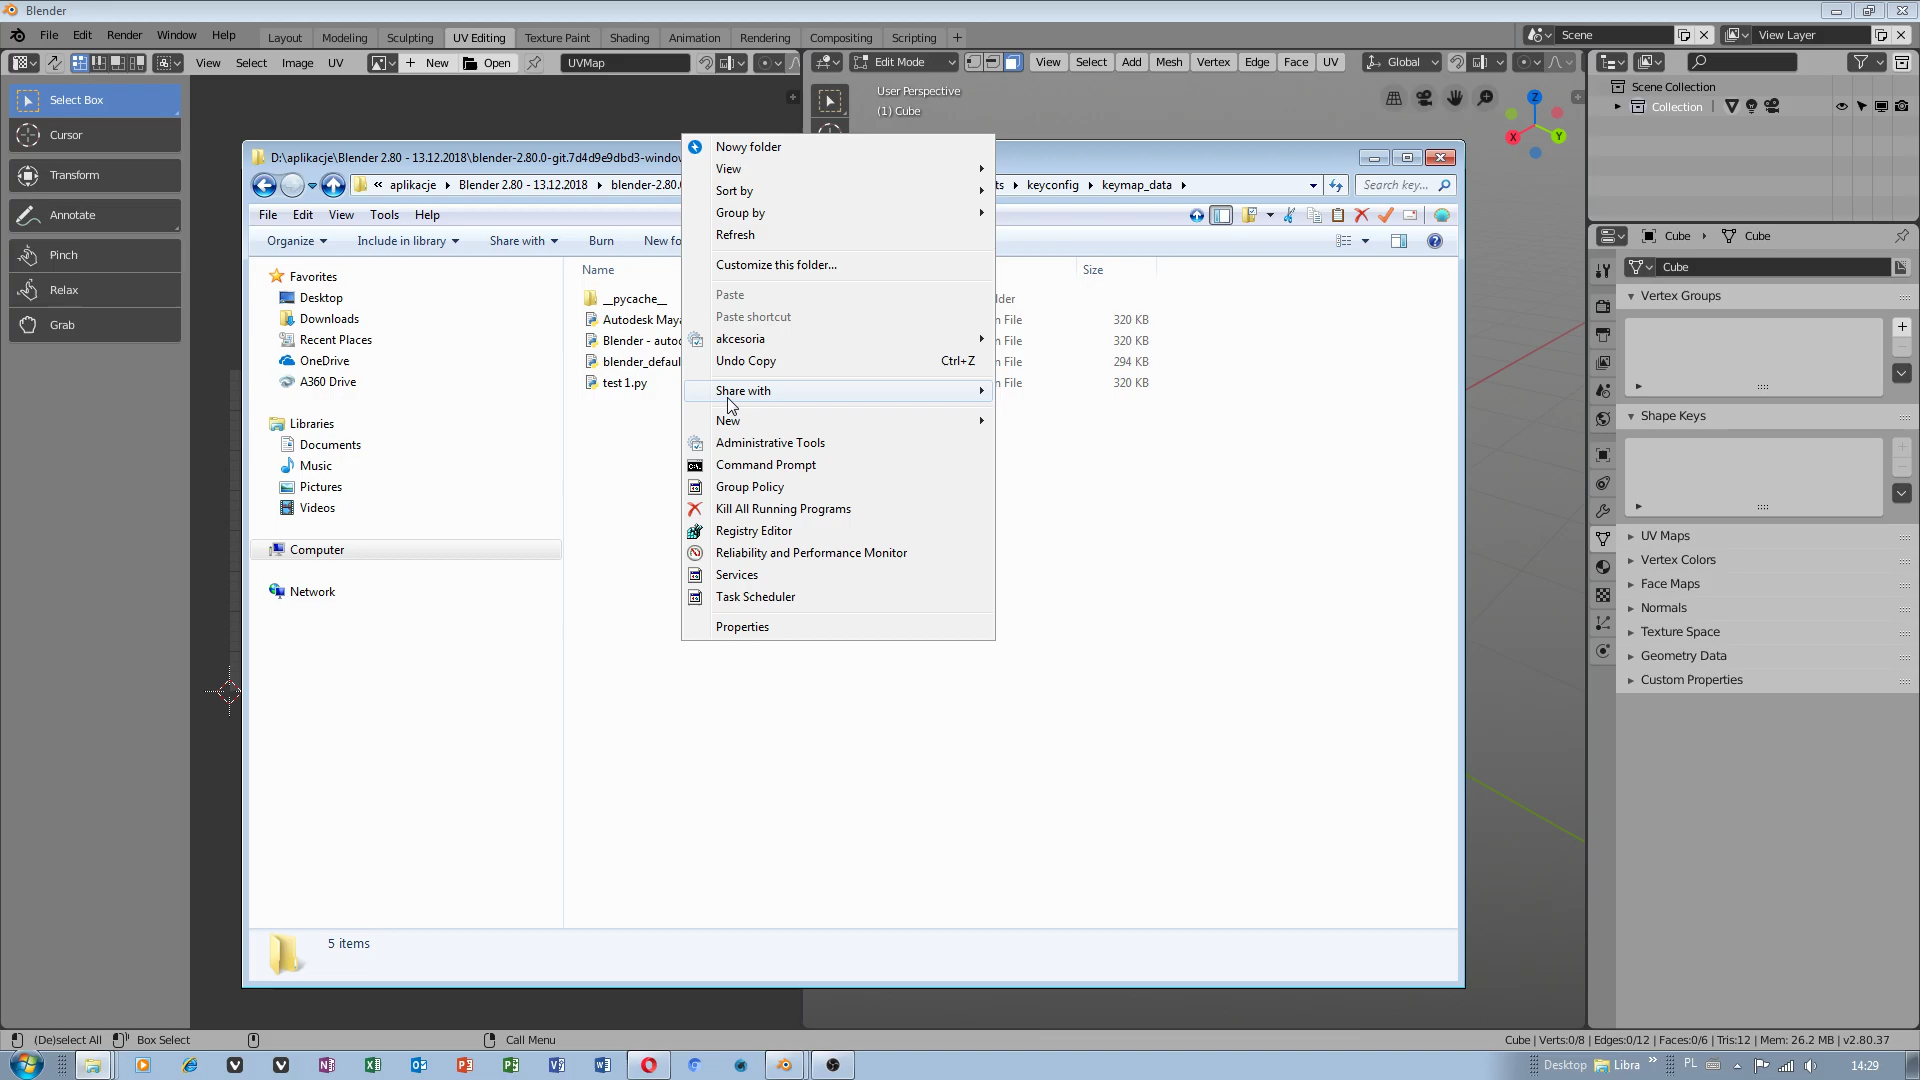 Blender
File Edit Render Window Help
Layout Modeling Sculpting UV Editing Texture Paint Shading Animation Rendering Compositing Scripting
Scene
View Layer
View Select Image UV
New Open
UVMap
Edit Mode
View Select Add Mesh Vertex Edge Face UV
Global
User Perspective
(1) Cube
Z
X
Y
Select Box
Cursor
Transform
Annotate
Pinch
Relax
Grab
Scene Collection
Collection
Cube
Cube
Cube
Vertex Groups
Shape Keys
UV Maps
Vertex Colors
Face Maps
Normals
Texture Space
Geometry Data
Custom Properties
D:\aplikacje\Blender 2.80 - 13.12.2018\blender-2.80.0-git.7d4d9e9dbd3-window
« aplikacje Blender 2.80 - 13.12.2018 blender-2.80.
ts keyconfig keymap_data
Search key...
File Edit View Tools Help
Organize Include in library Share with Burn New fo
Favorites
Desktop
Downloads
Recent Places
OneDrive
A360 Drive
Libraries
Documents
Music
Pictures
Videos
Computer
Network
Name
Size
__pycache__
lder
Autodesk Maya
n File
320 KB
Blender - autod
n File
320 KB
blender_defaul
n File
294 KB
test 1.py
n File
320 KB
5 items
Nowy folder
View
Sort by
Group by
Refresh
Customize this folder...
Paste
Paste shortcut
akcesoria
Undo Copy Ctrl+Z
Share with
New
Administrative Tools
Command Prompt
Group Policy
Kill All Running Programs
Registry Editor
Reliability and Performance Monitor
Services
Task Scheduler
Properties
(De)select All
Box Select
Call Menu
Cube | Verts:0/8 | Edges:0/12 | Faces:0/6 | Tris:12 | Mem: 26.2 MB | v2.80.37
Desktop
Libra
»
PL
14:29